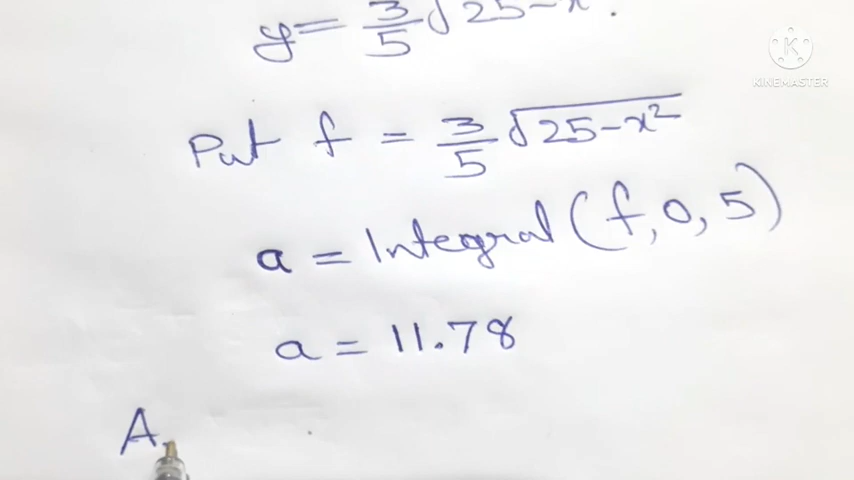 y = 3/5 √25-x
Put f = 3/5 √25-x²
a = Integral (f, 0, 5)
a = 11.78
A
KINEMASTER